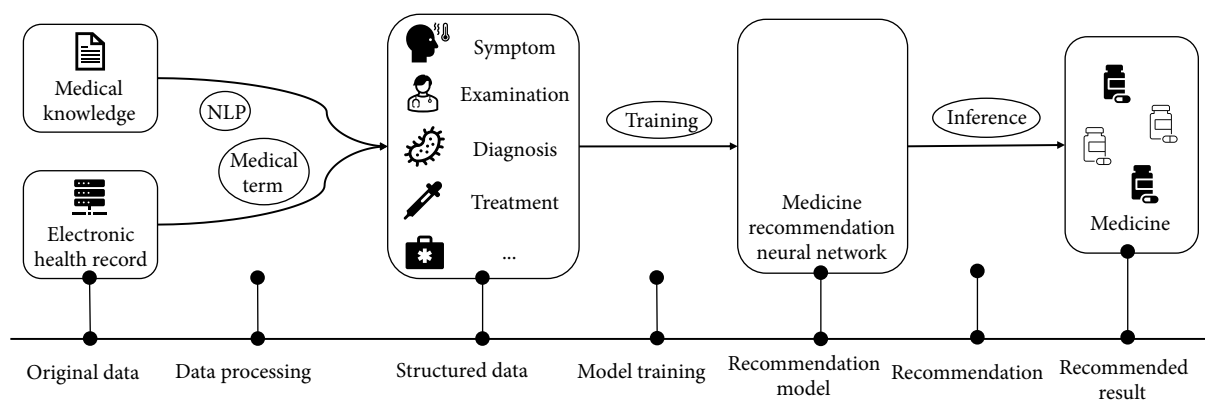 Medical
knowledge
NLP
Medical
term
Electronic
health record
Symptom
Examination
Diagnosis
Treatment
...
Training
Medicine
recommendation
neural network
Inference
Medicine
Original data
Data processing
Structured data
Model training
Recommendation
model
Recommendation
Recommended
result